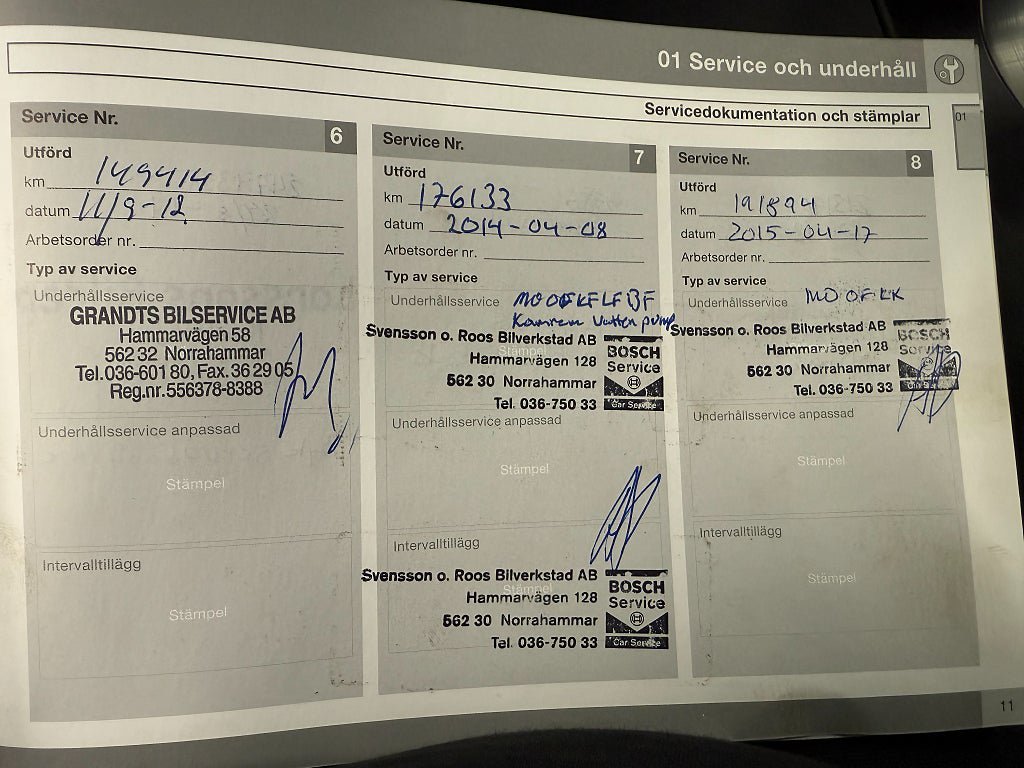 01 Service och underhåll
Servicedokumentation och stämplar
01
Service Nr. 6
Utförd
km 149414
datum 11/9-12
Arbetsorder nr.
Typ av service
Underhållsservice
GRANDTS BILSERVICE AB
Hammarvägen 58
562 32 Norrahammar
Tel.036-601 80, Fax. 36 29 05
Reg.nr.556378-8388
Underhållsservice anpassad
Stämpel
Intervalltillägg
Stämpel
Service Nr. 7
Utförd
km 176133
datum 2014-04-08
Arbetsorder nr.
Typ av service
Underhållsservice
Kamrem Vattenpump
Svensson o. Roos Bilverkstad AB
Hammarvägen 128
562 30 Norrahammar
Tel. 036-750 33
BOSCH
Service
Car Service
Underhållsservice anpassad
Stämpel
Intervalltillägg
Svensson o. Roos Bilverkstad AB
Stämpel
Hammarvägen 128
562 30 Norrahammar
Tel. 036-750 33
BOSCH
Service
Car Service
Service Nr. 8
Utförd
km 191894
datum 2015-04-17
Arbetsorder nr.
Typ av service
Underhållsservice
Svensson o. Roos Bilverkstad AB
Hammarvägen 128
562 30 Norrahammar
Tel. 036-750 33
BOSCH
Service
Underhållsservice anpassad
Stämpel
Intervalltillägg
Stämpel
11